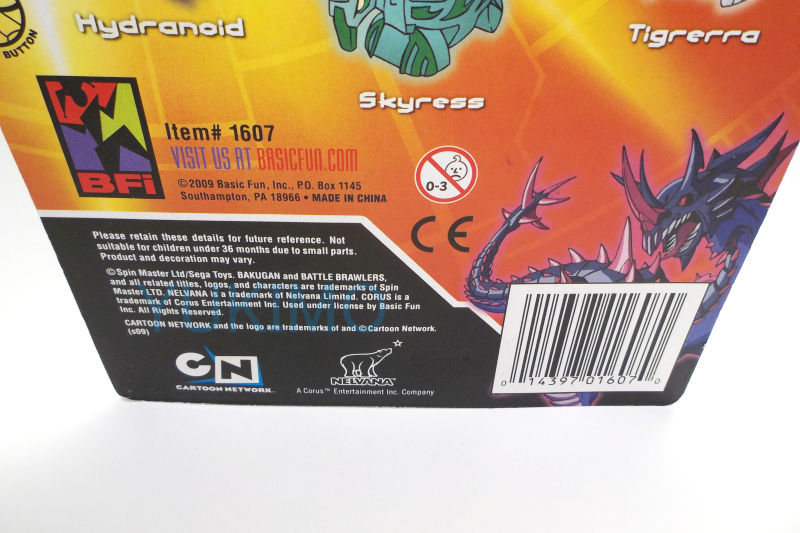 BUTTON
Hydranoid
Skyress
Tigrerra
BFi
Item# 1607
VISIT US AT BASICFUN.COM
©2009 Basic Fun, Inc., P.O. Box 1145
Southampton, PA 18966 • MADE IN CHINA
0-3
CE
Please retain these details for future reference. Not
suitable for children under 36 months due to small parts.
Product and decoration may vary.
©Spin Master Ltd/Sega Toys. BAKUGAN and BATTLE BRAWLERS,
and all related titles, logos, and characters are trademarks of Spin
Master LTD. NELVANA is a trademark of Nelvana Limited. CORUS is a
trademark of Corus Entertainment Inc. Used under license by Basic Fun
Inc. All Rights Reserved.
CARTOON NETWORK and the logo are trademarks of and ©Cartoon Network.
(s09)
CN
CARTOON NETWORK™
NELVANA™
A Corus™ Entertainment Inc. Company
0 14397 01607 0